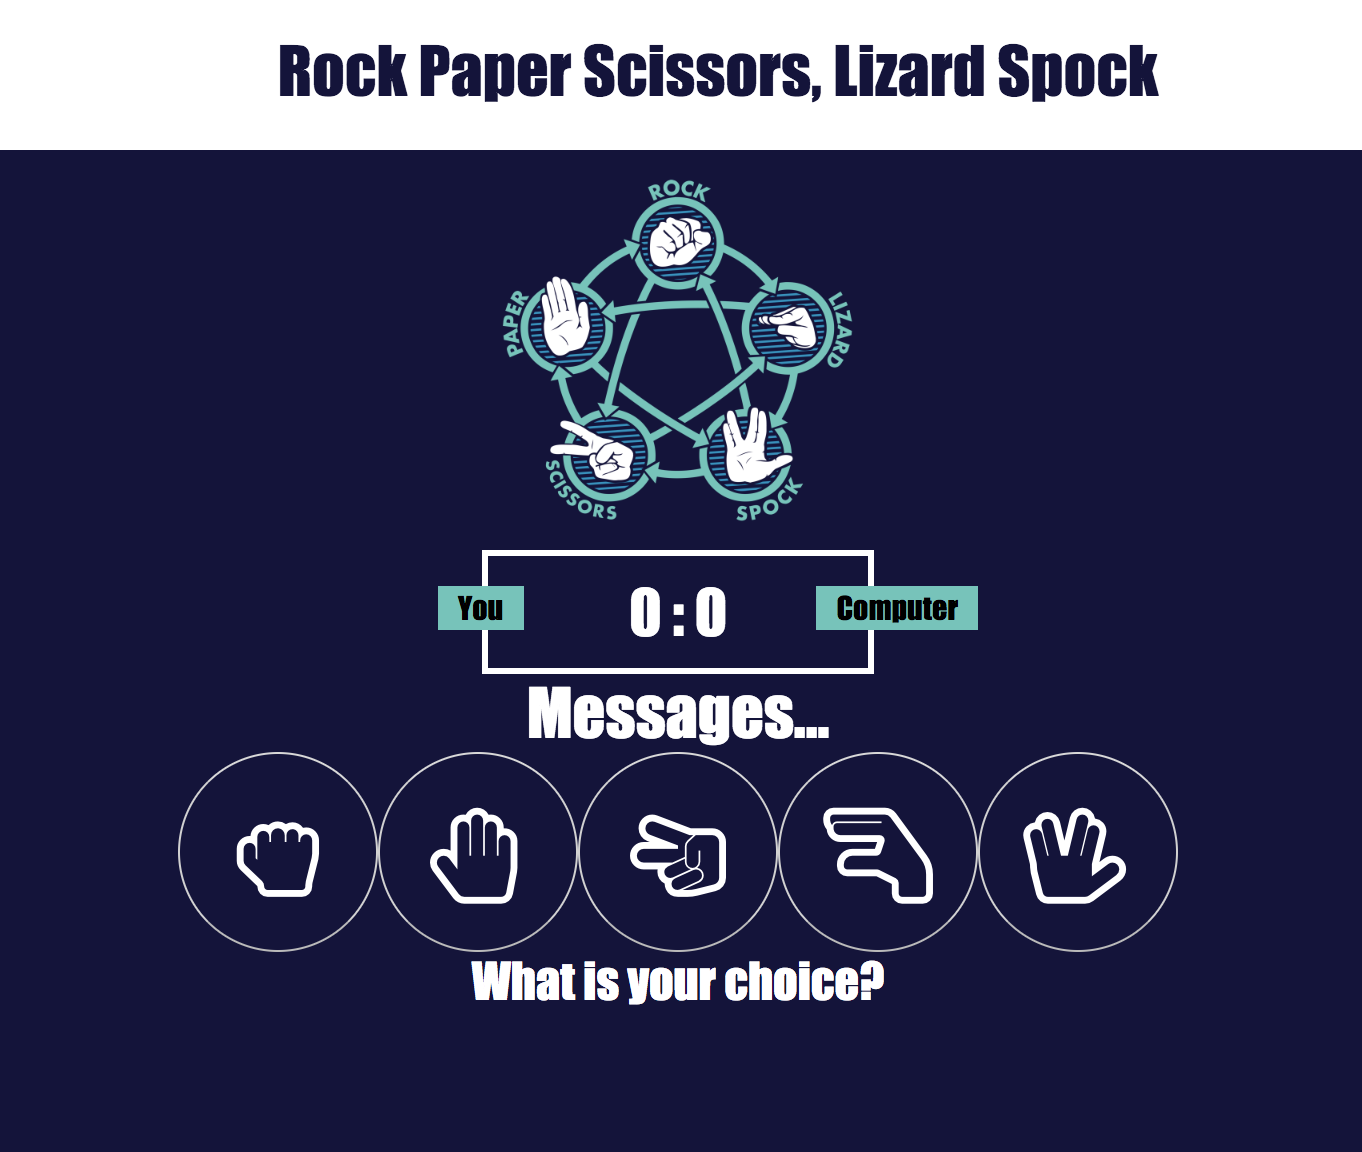 Rock Paper Scissors, Lizard Spock
ROCK
PAPER
LIZARD
SCISSORS
SPOCK
You
0 : 0
Computer
Messages...
What is your choice?